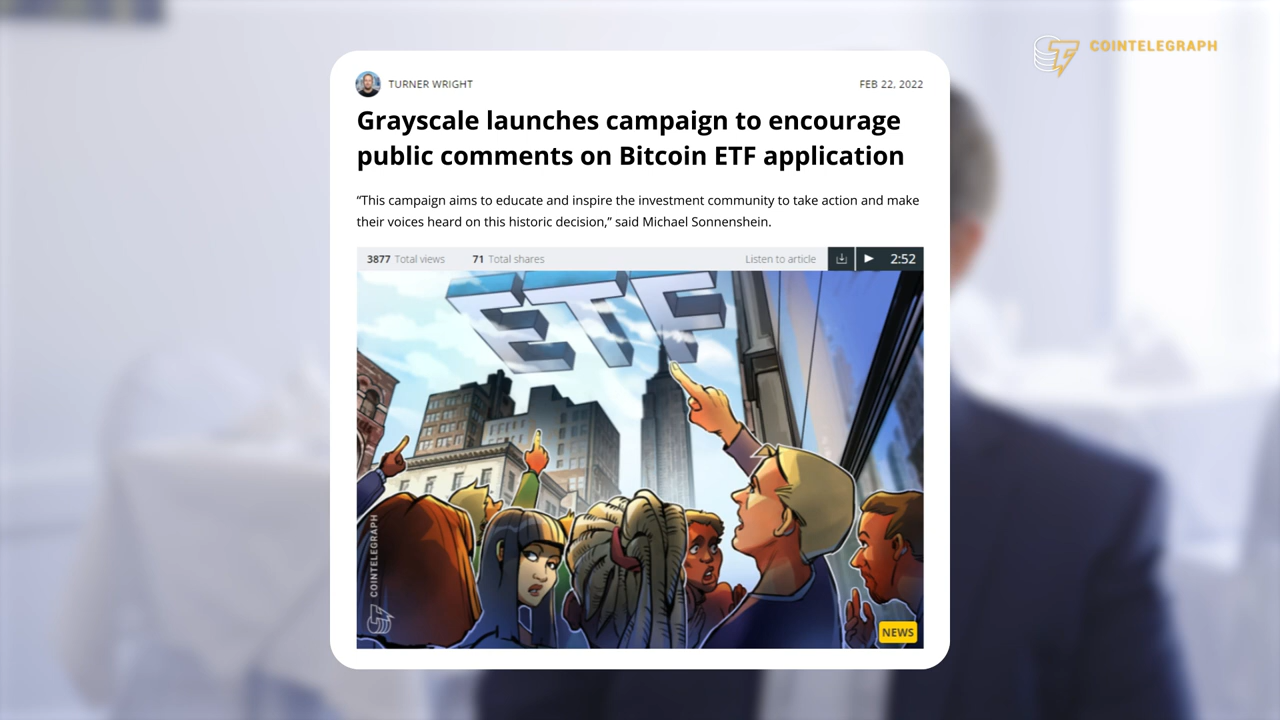 COINTELEGRAPH
TURNER WRIGHT
FEB 22, 2022
Grayscale launches campaign to encourage
public comments on Bitcoin ETF application
“This campaign aims to educate and inspire the investment community to take action and make
their voices heard on this historic decision,” said Michael Sonnenshein.
3877 Total views 71 Total shares Listen to article 2:52
ETF
COINTELEGRAPH
NEWS